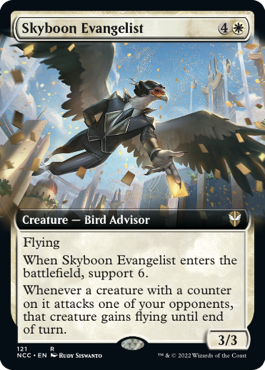 Skyboon Evangelist 4
Creature — Bird Advisor
Flying
When Skyboon Evangelist enters the
battlefield, support 6.
Whenever a creature with a counter
on it attacks one of your opponents,
that creature gains flying until end
of turn.
3/3
121 R
NCC • EN Rudy Siswanto
™ & © 2022 Wizards of the Coast